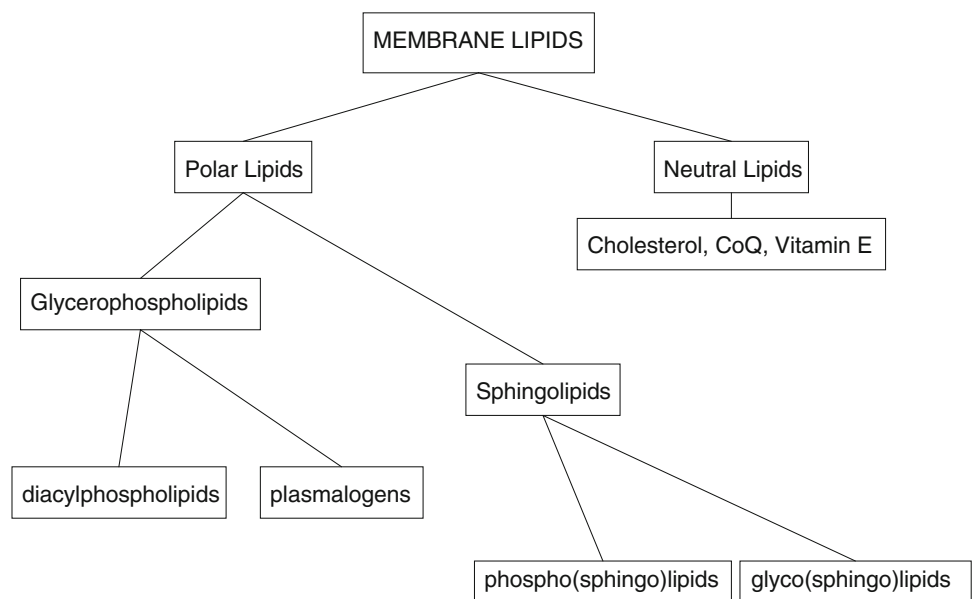 MEMBRANE LIPIDS
Polar Lipids
Neutral Lipids
Cholesterol, CoQ, Vitamin E
Glycerophospholipids
Sphingolipids
diacylphospholipids
plasmalogens
phospho(sphingo)lipids
glyco(sphingo)lipids